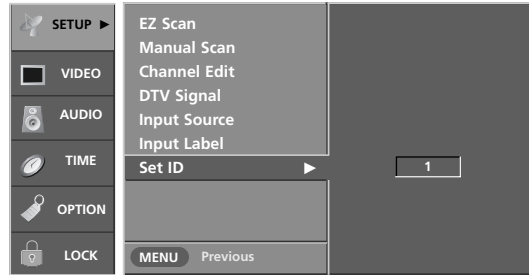 SETUP ►
VIDEO
AUDIO
TIME
OPTION
LOCK
EZ Scan
Manual Scan
Channel Edit
DTV Signal
Input Source
Input Label
Set ID ►
1
MENU Previous